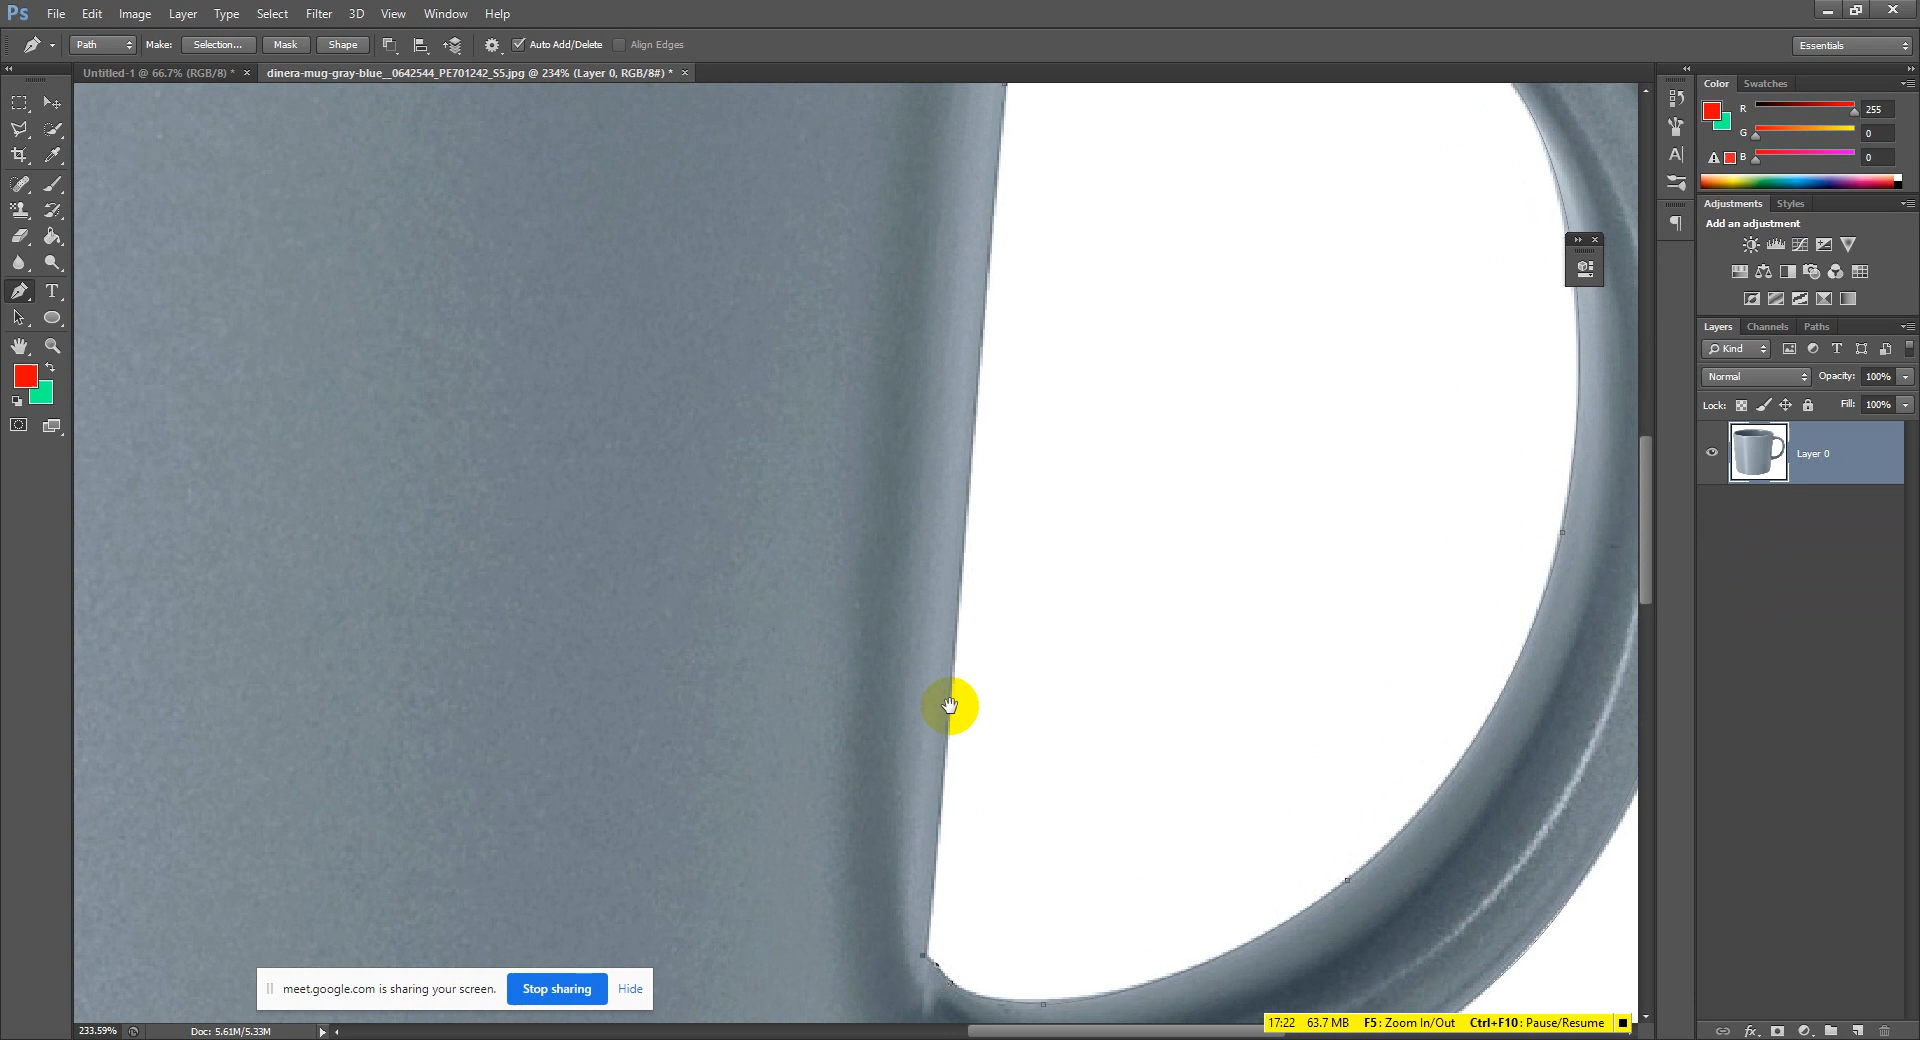 Ps File Edit Image Layer Type Select Filter 3D View Window Help
Path Make: Selection... Mask Shape Auto Add/Delete Align Edges Essentials
Untitled-1 @ 66.7% (RGB/8) * × dinera-mug-gray-blue__0642544_PE701242_S5.jpg @ 234% (Layer 0, RGB/8#) * ×
Color Swatches
R 255
G 0
B 0
Adjustments Styles
Add an adjustment
Layers Channels Paths
Kind
Normal Opacity: 100%
Lock: Fill: 100%
Layer 0
meet.google.com is sharing your screen. Stop sharing Hide
17:22 63.7 MB F5: Zoom In/Out Ctrl+F10: Pause/Resume
233.59% Doc: 5.61M/5.33M